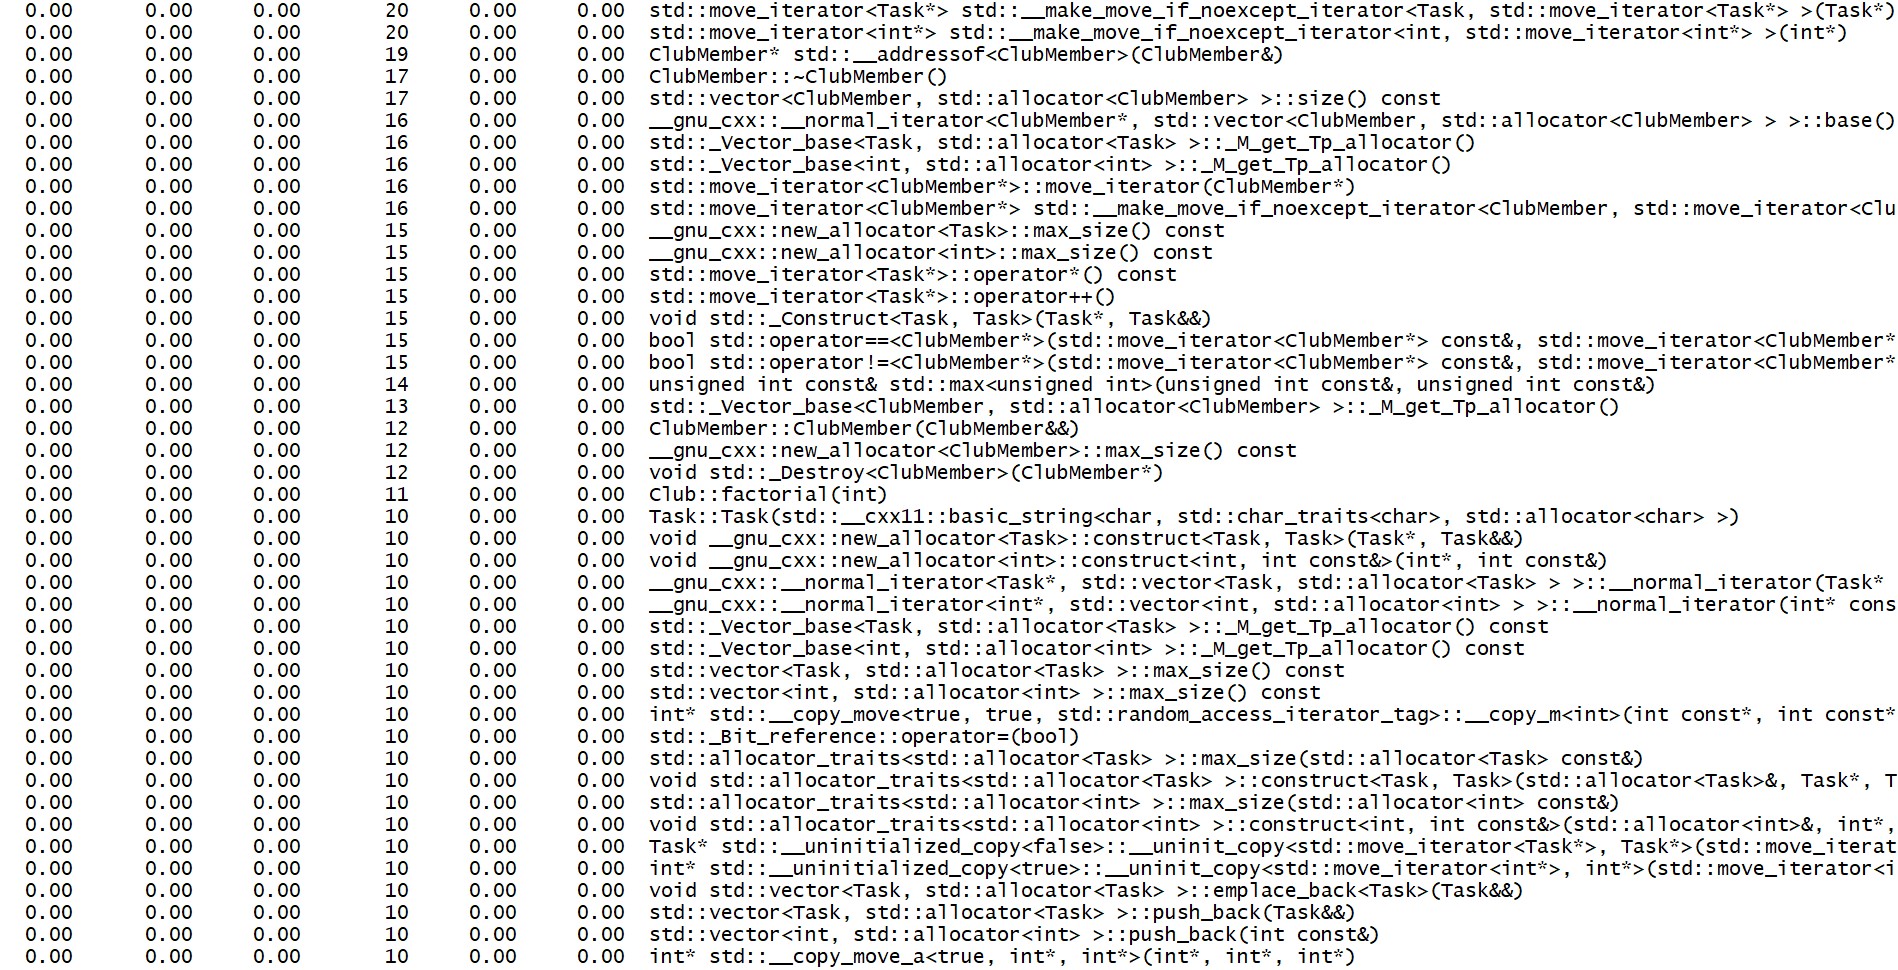 0.00 0.00 0.00 20 0.00 0.00 std::move_iterator<Task*> std::__make_move_if_noexcept_iterator<Task, std::move_iterator<Task*> >(Task*)
0.00 0.00 0.00 20 0.00 0.00 std::move_iterator<int*> std::__make_move_if_noexcept_iterator<int, std::move_iterator<int*> >(int*)
0.00 0.00 0.00 19 0.00 0.00 ClubMember* std::__addressof<ClubMember>(ClubMember&)
0.00 0.00 0.00 17 0.00 0.00 ClubMember::~ClubMember()
0.00 0.00 0.00 17 0.00 0.00 std::vector<ClubMember, std::allocator<ClubMember> >::size() const
0.00 0.00 0.00 16 0.00 0.00 __gnu_cxx::__normal_iterator<ClubMember*, std::vector<ClubMember, std::allocator<ClubMember> > >::base()
0.00 0.00 0.00 16 0.00 0.00 std::_Vector_base<Task, std::allocator<Task> >::_M_get_Tp_allocator()
0.00 0.00 0.00 16 0.00 0.00 std::_Vector_base<int, std::allocator<int> >::_M_get_Tp_allocator()
0.00 0.00 0.00 16 0.00 0.00 std::move_iterator<ClubMember*>::move_iterator(ClubMember*)
0.00 0.00 0.00 16 0.00 0.00 std::move_iterator<ClubMember*> std::__make_move_if_noexcept_iterator<ClubMember, std::move_iterator<Clu
0.00 0.00 0.00 15 0.00 0.00 __gnu_cxx::new_allocator<Task>::max_size() const
0.00 0.00 0.00 15 0.00 0.00 __gnu_cxx::new_allocator<int>::max_size() const
0.00 0.00 0.00 15 0.00 0.00 std::move_iterator<Task*>::operator*() const
0.00 0.00 0.00 15 0.00 0.00 std::move_iterator<Task*>::operator++()
0.00 0.00 0.00 15 0.00 0.00 void std::_Construct<Task, Task>(Task*, Task&&)
0.00 0.00 0.00 15 0.00 0.00 bool std::operator==<ClubMember*>(std::move_iterator<ClubMember*> const&, std::move_iterator<ClubMember*
0.00 0.00 0.00 15 0.00 0.00 bool std::operator!=<ClubMember*>(std::move_iterator<ClubMember*> const&, std::move_iterator<ClubMember*
0.00 0.00 0.00 14 0.00 0.00 unsigned int const& std::max<unsigned int>(unsigned int const&, unsigned int const&)
0.00 0.00 0.00 13 0.00 0.00 std::_Vector_base<ClubMember, std::allocator<ClubMember> >::_M_get_Tp_allocator()
0.00 0.00 0.00 12 0.00 0.00 ClubMember::ClubMember(ClubMember&&)
0.00 0.00 0.00 12 0.00 0.00 __gnu_cxx::new_allocator<ClubMember>::max_size() const
0.00 0.00 0.00 12 0.00 0.00 void std::_Destroy<ClubMember>(ClubMember*)
0.00 0.00 0.00 11 0.00 0.00 Club::factorial(int)
0.00 0.00 0.00 10 0.00 0.00 Task::Task(std::__cxx11::basic_string<char, std::char_traits<char>, std::allocator<char> >)
0.00 0.00 0.00 10 0.00 0.00 void __gnu_cxx::new_allocator<Task>::construct<Task, Task>(Task*, Task&&)
0.00 0.00 0.00 10 0.00 0.00 void __gnu_cxx::new_allocator<int>::construct<int, int const&>(int*, int const&)
0.00 0.00 0.00 10 0.00 0.00 __gnu_cxx::__normal_iterator<Task*, std::vector<Task, std::allocator<Task> > >::__normal_iterator(Task*
0.00 0.00 0.00 10 0.00 0.00 __gnu_cxx::__normal_iterator<int*, std::vector<int, std::allocator<int> > >::__normal_iterator(int* cons
0.00 0.00 0.00 10 0.00 0.00 std::_Vector_base<Task, std::allocator<Task> >::_M_get_Tp_allocator() const
0.00 0.00 0.00 10 0.00 0.00 std::_Vector_base<int, std::allocator<int> >::_M_get_Tp_allocator() const
0.00 0.00 0.00 10 0.00 0.00 std::vector<Task, std::allocator<Task> >::max_size() const
0.00 0.00 0.00 10 0.00 0.00 std::vector<int, std::allocator<int> >::max_size() const
0.00 0.00 0.00 10 0.00 0.00 int* std::__copy_move<true, true, std::random_access_iterator_tag>::__copy_m<int>(int const*, int const*
0.00 0.00 0.00 10 0.00 0.00 std::_Bit_reference::operator=(bool)
0.00 0.00 0.00 10 0.00 0.00 std::allocator_traits<std::allocator<Task> >::max_size(std::allocator<Task> const&)
0.00 0.00 0.00 10 0.00 0.00 void std::allocator_traits<std::allocator<Task> >::construct<Task, Task>(std::allocator<Task>&, Task*, T
0.00 0.00 0.00 10 0.00 0.00 std::allocator_traits<std::allocator<int> >::max_size(std::allocator<int> const&)
0.00 0.00 0.00 10 0.00 0.00 void std::allocator_traits<std::allocator<int> >::construct<int, int const&>(std::allocator<int>&, int*,
0.00 0.00 0.00 10 0.00 0.00 Task* std::__uninitialized_copy<false>::__uninit_copy<std::move_iterator<Task*>, Task*>(std::move_iterat
0.00 0.00 0.00 10 0.00 0.00 int* std::__uninitialized_copy<true>::__uninit_copy<std::move_iterator<int*>, int*>(std::move_iterator<i
0.00 0.00 0.00 10 0.00 0.00 void std::vector<Task, std::allocator<Task> >::emplace_back<Task>(Task&&)
0.00 0.00 0.00 10 0.00 0.00 std::vector<Task, std::allocator<Task> >::push_back(Task&&)
0.00 0.00 0.00 10 0.00 0.00 std::vector<int, std::allocator<int> >::push_back(int const&)
0.00 0.00 0.00 10 0.00 0.00 int* std::__copy_move_a<true, int*, int*>(int*, int*, int*)